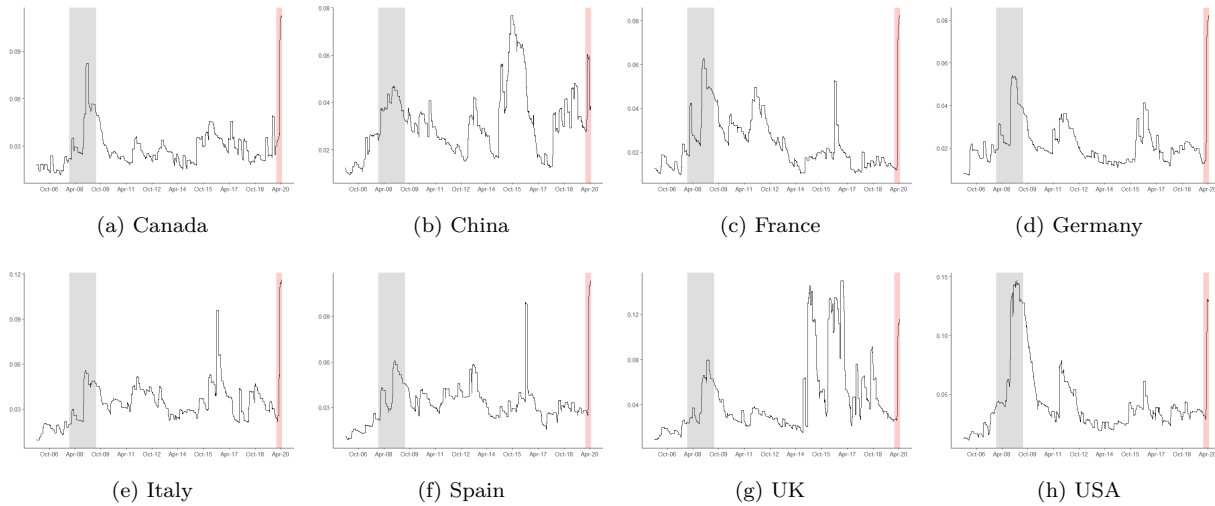 0.09
0.06
0.03
Oct-06 Apr-08 Oct-09 Apr-11 Oct-12 Apr-14 Oct-15 Apr-17 Oct-18 Apr-20
(a) Canada
0.08
0.06
0.04
0.02
Oct-06 Apr-08 Oct-09 Apr-11 Oct-12 Apr-14 Oct-15 Apr-17 Oct-18 Apr-20
(b) China
0.08
0.06
0.04
0.02
Oct-06 Apr-08 Oct-09 Apr-11 Oct-12 Apr-14 Oct-15 Apr-17 Oct-18 Apr-20
(c) France
0.08
0.06
0.04
0.02
Oct-06 Apr-08 Oct-09 Apr-11 Oct-12 Apr-14 Oct-15 Apr-17 Oct-18 Apr-20
(d) Germany
0.12
0.09
0.06
0.03
Oct-06 Apr-08 Oct-09 Apr-11 Oct-12 Apr-14 Oct-15 Apr-17 Oct-18 Apr-20
(e) Italy
0.09
0.06
0.03
Oct-06 Apr-08 Oct-09 Apr-11 Oct-12 Apr-14 Oct-15 Apr-17 Oct-18 Apr-20
(f) Spain
0.12
0.08
0.04
Oct-06 Apr-08 Oct-09 Apr-11 Oct-12 Apr-14 Oct-15 Apr-17 Oct-18 Apr-20
(g) UK
0.15
0.10
0.05
Oct-06 Apr-08 Oct-09 Apr-11 Oct-12 Apr-14 Oct-15 Apr-17 Oct-18 Apr-20
(h) USA